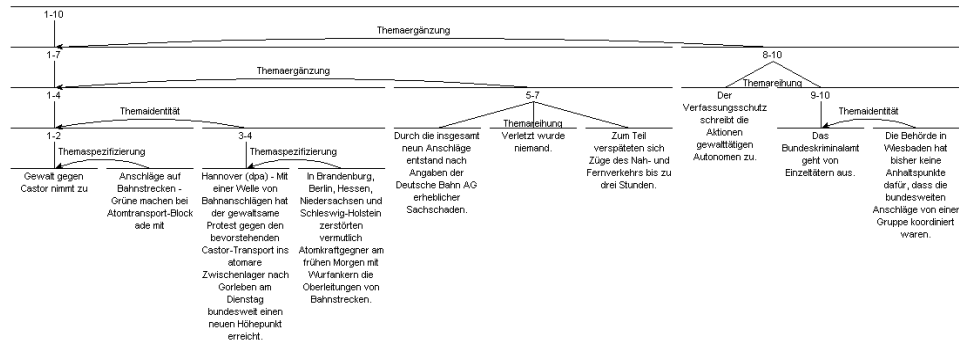 1-10
Themaergänzung
1-7
8-10
Themaergänzung
Themareihung
1-4
5-7
9-10
Themaidentität
Themareihung
Themaidentität
1-2
3-4
Themaspezifizierung
Themaspezifizierung
Gewalt gegen
Castor nimmt zu
Anschläge auf
Bahnstrecken -
Grüne machen bei
Atomtransport-Block
ade mit
Hannover (dpa) - Mit
einer Welle von
Bahnanschlägen hat
der gewaltsame
Protest gegen den
bevorstehenden
Castor-Transport ins
atomare
Zwischenlager nach
Gorleben am
Dienstag
bundesweit einen
neuen Höhepunkt
erreicht.
In Brandenburg,
Berlin, Hessen,
Niedersachsen und
Schleswig-Holstein
zerstörten
vermutlich
Atomkraftgegner am
frühen Morgen mit
Wurfankern die
Oberleitungen von
Bahnstrecken.
Durch die insgesamt
neun Anschläge
entstand nach
Angaben der
Deutsche Bahn AG
erheblicher
Sachschaden.
Verletzt wurde
niemand.
Zum Teil
verspäteten sich
Züge des Nah- und
Fernverkehrs bis zu
drei Stunden.
Der
Verfassungsschutz
schreibt die
Aktionen
gewalttätigen
Autonomen zu.
Das
Bundeskriminalamt
geht von
Einzeltätern aus.
Die Behörde in
Wiesbaden hat
bisher keine
Anhaltspunkte
dafür, dass die
bundesweiten
Anschläge von einer
Gruppe koordiniert
waren.